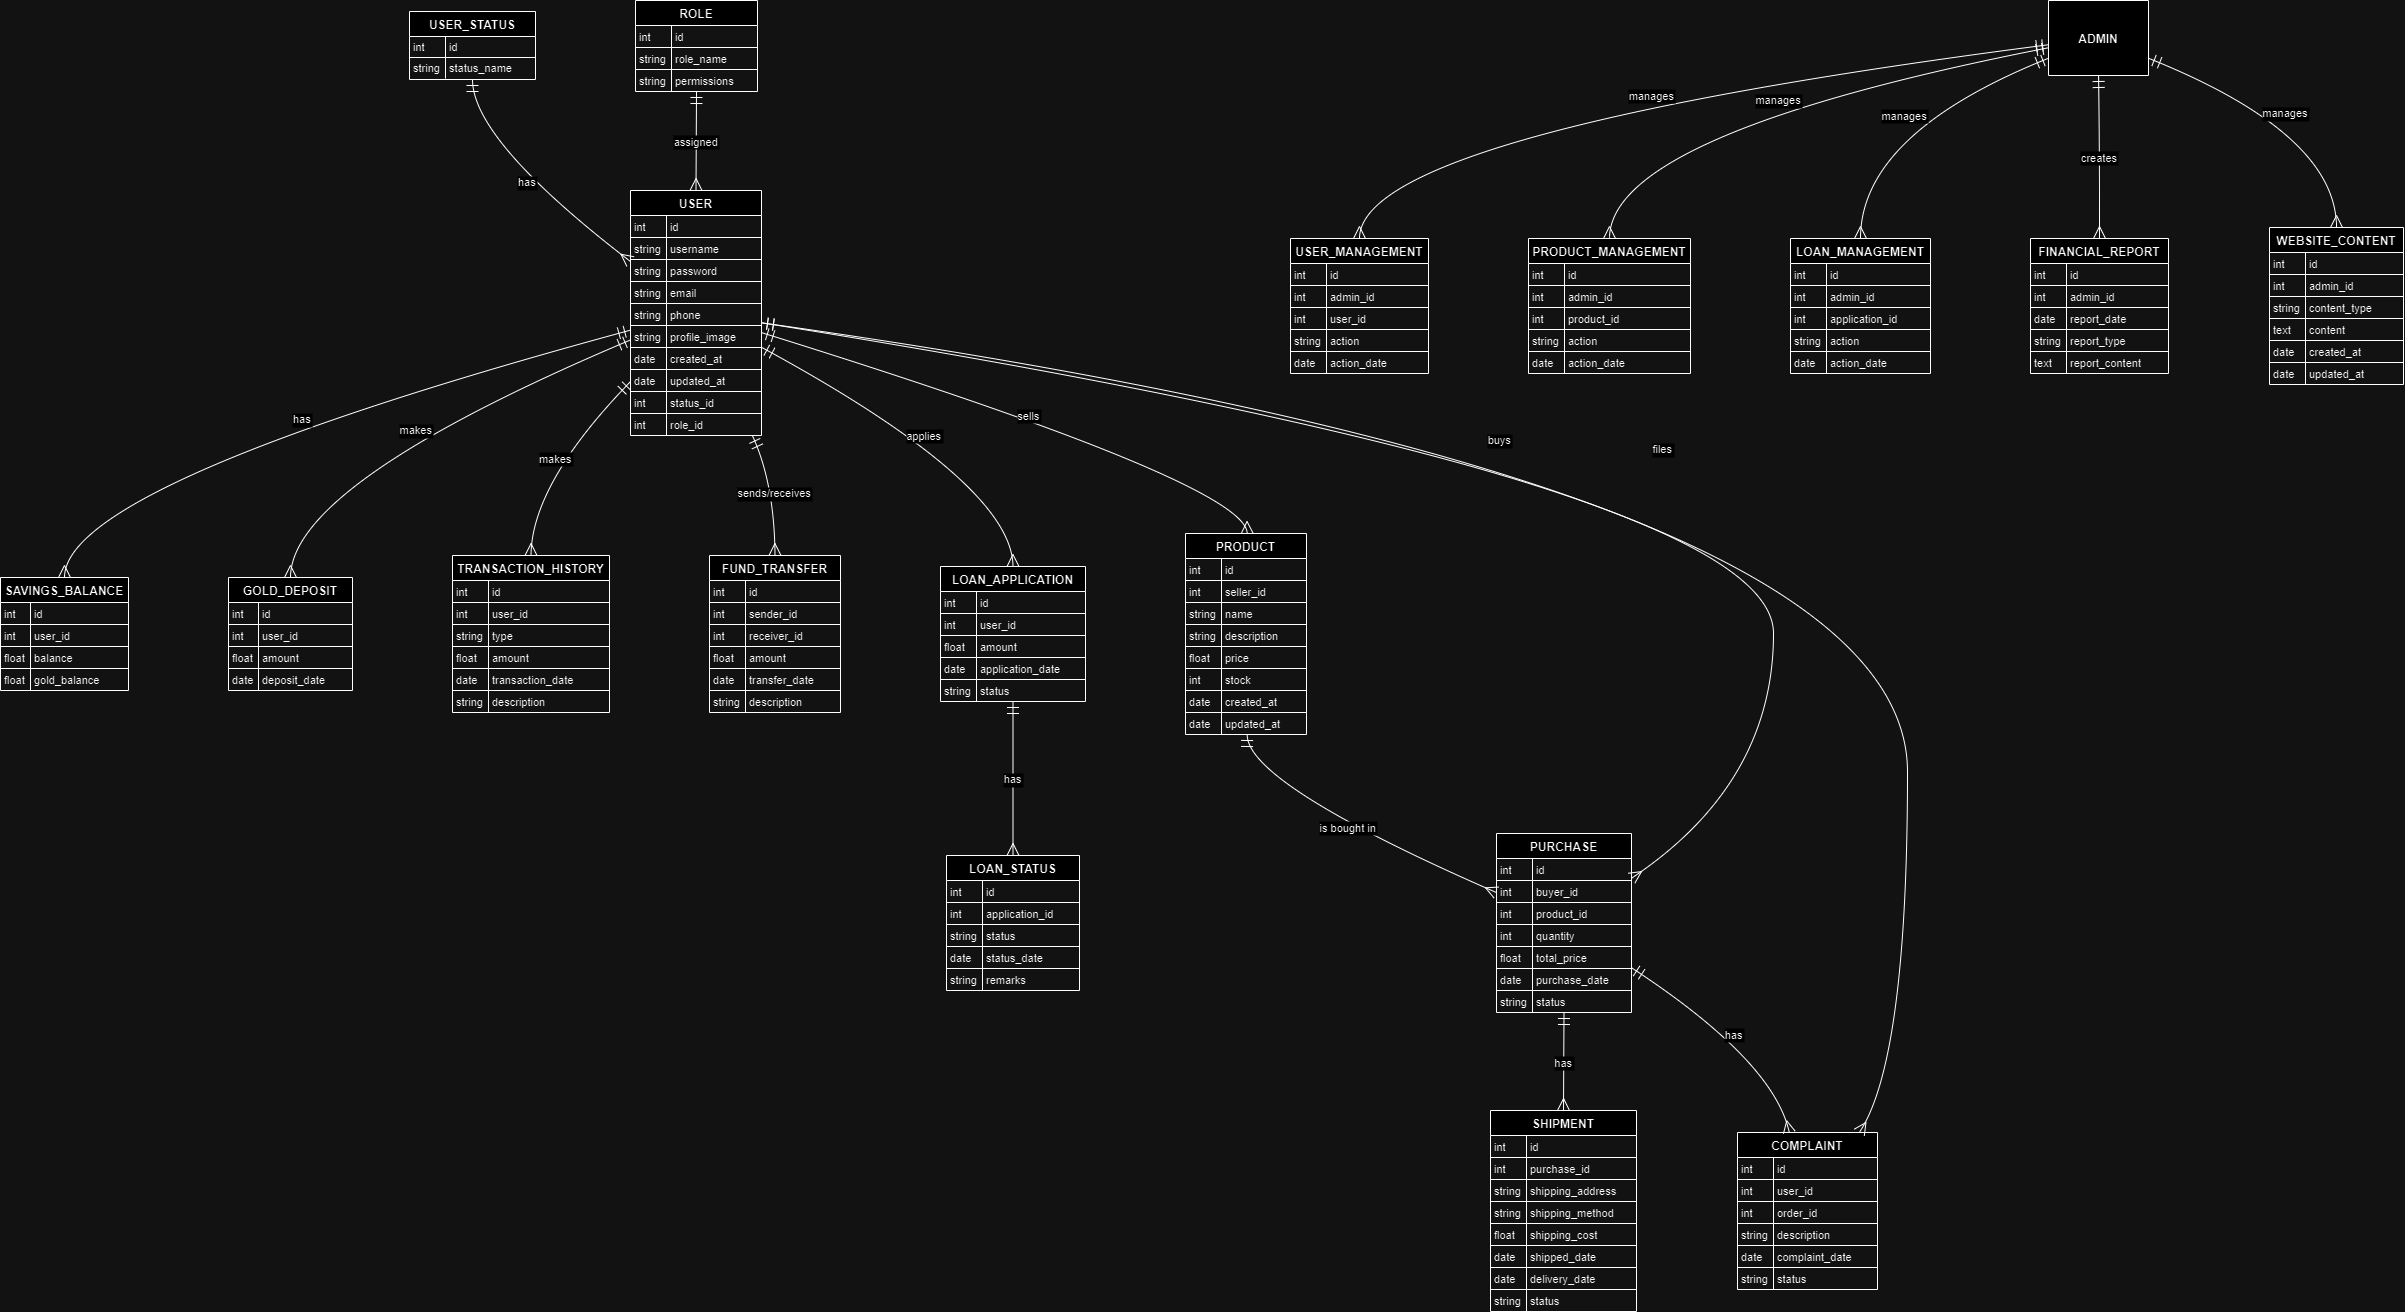 USER_STATUS
int id
string status_name
ROLE
int id
string role_name
string permissions
ADMIN
has
assigned
manages
manages
manages
creates
manages
USER
int id
string username
string password
string email
string phone
string profile_image
date created_at
date updated_at
int status_id
int role_id
USER_MANAGEMENT
int id
int admin_id
int user_id
string action
date action_date
PRODUCT_MANAGEMENT
int id
int admin_id
int product_id
string action
date action_date
LOAN_MANAGEMENT
int id
int admin_id
int application_id
string action
date action_date
FINANCIAL_REPORT
int id
int admin_id
date report_date
string report_type
text report_content
WEBSITE_CONTENT
int id
int admin_id
string content_type
text content
date created_at
date updated_at
has
makes
makes
sends/receives
applies
sells
buys
files
SAVINGS_BALANCE
int id
int user_id
float balance
float gold_balance
GOLD_DEPOSIT
int id
int user_id
float amount
date deposit_date
TRANSACTION_HISTORY
int id
int user_id
string type
float amount
date transaction_date
string description
FUND_TRANSFER
int id
int sender_id
int receiver_id
float amount
date transfer_date
string description
LOAN_APPLICATION
int id
int user_id
float amount
date application_date
string status
PRODUCT
int id
int seller_id
string name
string description
float price
int stock
date created_at
date updated_at
has
is bought in
LOAN_STATUS
int id
int application_id
string status
date status_date
string remarks
PURCHASE
int id
int buyer_id
int product_id
int quantity
float total_price
date purchase_date
string status
has
has
SHIPMENT
int id
int purchase_id
string shipping_address
string shipping_method
float shipping_cost
date shipped_date
date delivery_date
string status
COMPLAINT
int id
int user_id
int order_id
string description
date complaint_date
string status